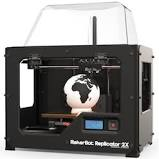 MakerBot Replicator 2X